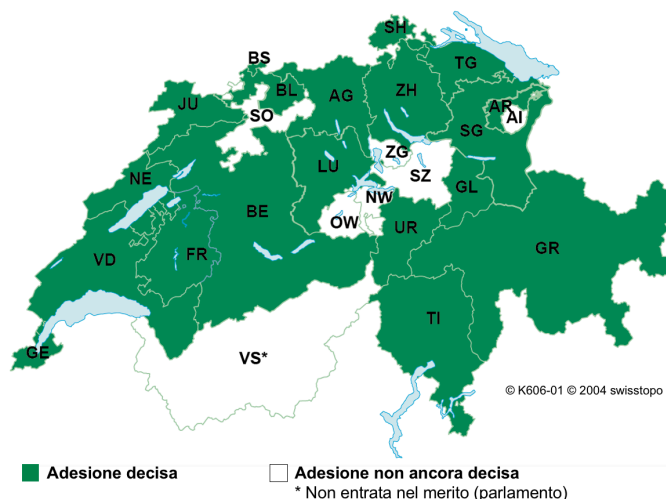 SH
BS
TG
BL
JU
AG
ZH
AR
SO
AI
SG
ZG
LU
SZ
NE
GL
NW
BE
OW
UR
GR
VD
FR
TI
GE
VS*
© K606-01 © 2004 swisstopo
Adesione decisa
Adesione non ancora decisa
* Non entrata nel merito (parlamento)